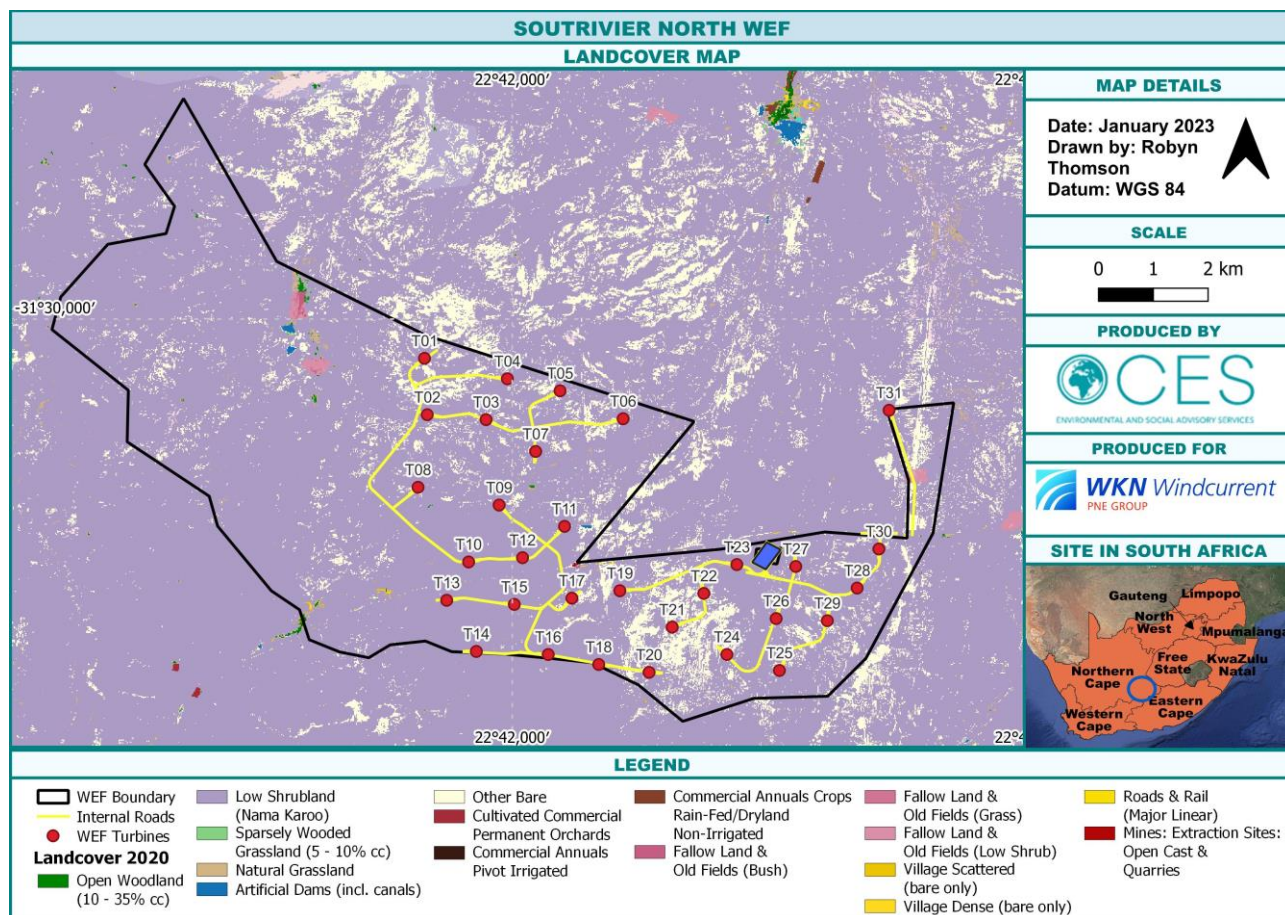 SOUTRIVIER NORTH WEF
LANDCOVER MAP
22°42,000′
22°4
-31°30,000′
T01
T04
T05
T02
T03
T06
T31
T07
T08
T09
T11
T10
T12
T23
T27
T30
T13
T15
T17
T19
T22
T28
T21
T26
T29
T14
T16
T18
T20
T24
T25
22°42,000′
22°4
MAP DETAILS
Date: January 2023
Drawn by: Robyn
Thomson
Datum: WGS 84
SCALE
0 1 2 km
PRODUCED BY
CES
ENVIRONMENTAL AND SOCIAL ADVISORY SERVICES
PRODUCED FOR
WKN Windcurrent
PNE GROUP
SITE IN SOUTH AFRICA
Gauteng
Limpopo
North
West
Mpumalanga
Free
State
KwaZulu
Natal
Northern
Cape
Eastern
Cape
Western
Cape
LEGEND
WEF Boundary
Internal Roads
WEF Turbines
Landcover 2020
Open Woodland
(10 - 35% cc)
Low Shrubland
(Nama Karoo)
Sparsely Wooded
Grassland (5 - 10% cc)
Natural Grassland
Artificial Dams (incl. canals)
Other Bare
Cultivated Commercial
Permanent Orchards
Commercial Annuals
Pivot Irrigated
Commercial Annuals Crops
Rain-Fed/Dryland
Non-Irrigated
Fallow Land &
Old Fields (Bush)
Fallow Land &
Old Fields (Grass)
Fallow Land &
Old Fields (Low Shrub)
Village Scattered
(bare only)
Village Dense (bare only)
Roads & Rail
(Major Linear)
Mines: Extraction Sites:
Open Cast &
Quarries